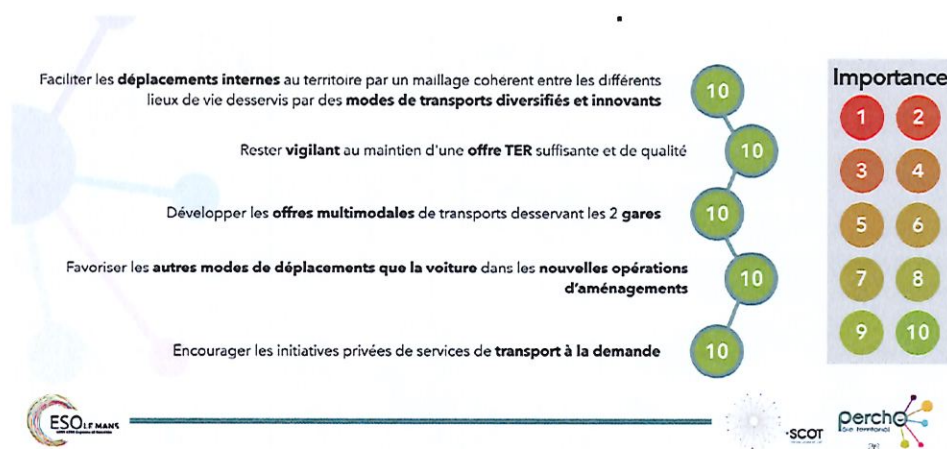 Faciliter les déplacements internes au territoire par un maillage cohérent entre les différents
lieux de vie desservis par des modes de transports diversifiés et innovants
10
Rester vigilant au maintien d'une offre TER suffisante et de qualité
10
Développer les offres multimodales de transports desservant les 2 gares
10
Favoriser les autres modes de déplacements que la voiture dans les nouvelles opérations
d'aménagements
10
Encourager les initiatives privées de services de transport à la demande
10
Importance
1 2
3 4
5 6
7 8
9 10
ESO LE MANS
SCOT
perche